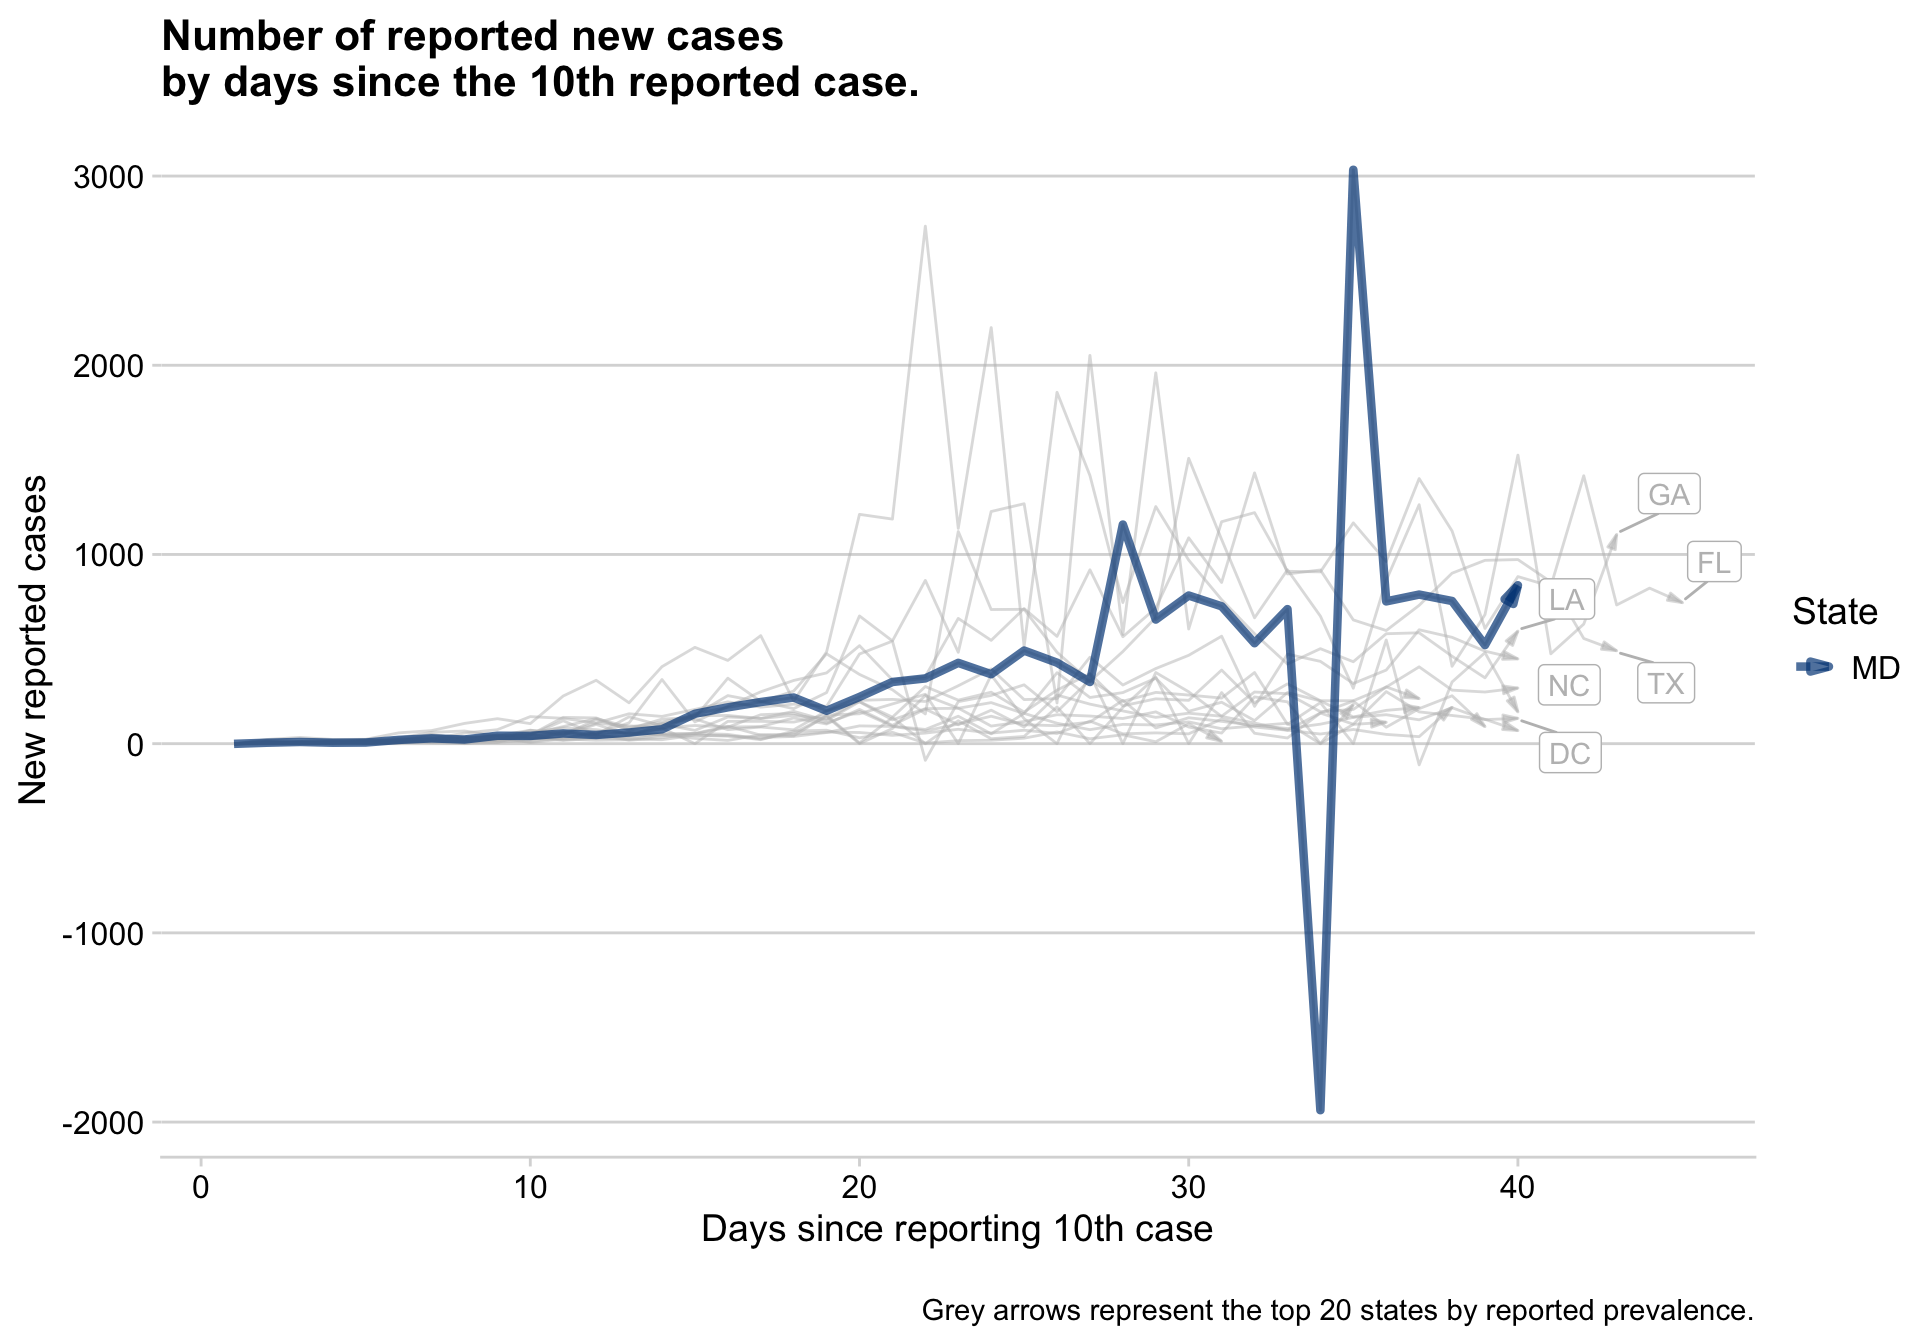 Number of reported new cases
by days since the 10th reported case.
New reported cases
3000
2000
1000
0
-1000
-2000
GA
FL
LA
NC
TX
DC
State
MD
0 10 20 30 40
Days since reporting 10th case
Grey arrows represent the top 20 states by reported prevalence.